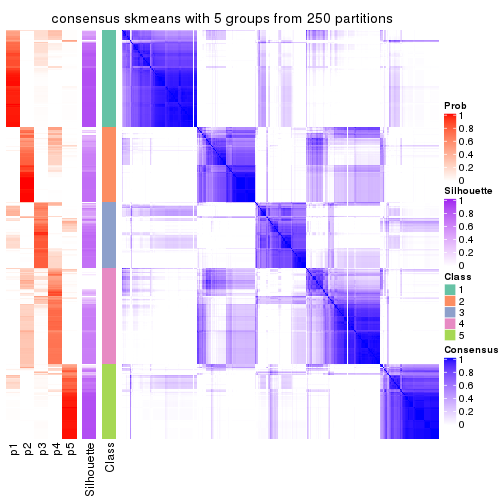 consensus skmeans with 5 groups from 250 partitions
Prob
1
0.8
0.6
0.4
0.2
0
Silhouette
1
0.8
0.6
0.4
0.2
0
Class
1
2
3
4
5
Consensus
1
0.8
0.6
0.4
0.2
0
p1
p2
p3
p4
p5
Silhouette
Class